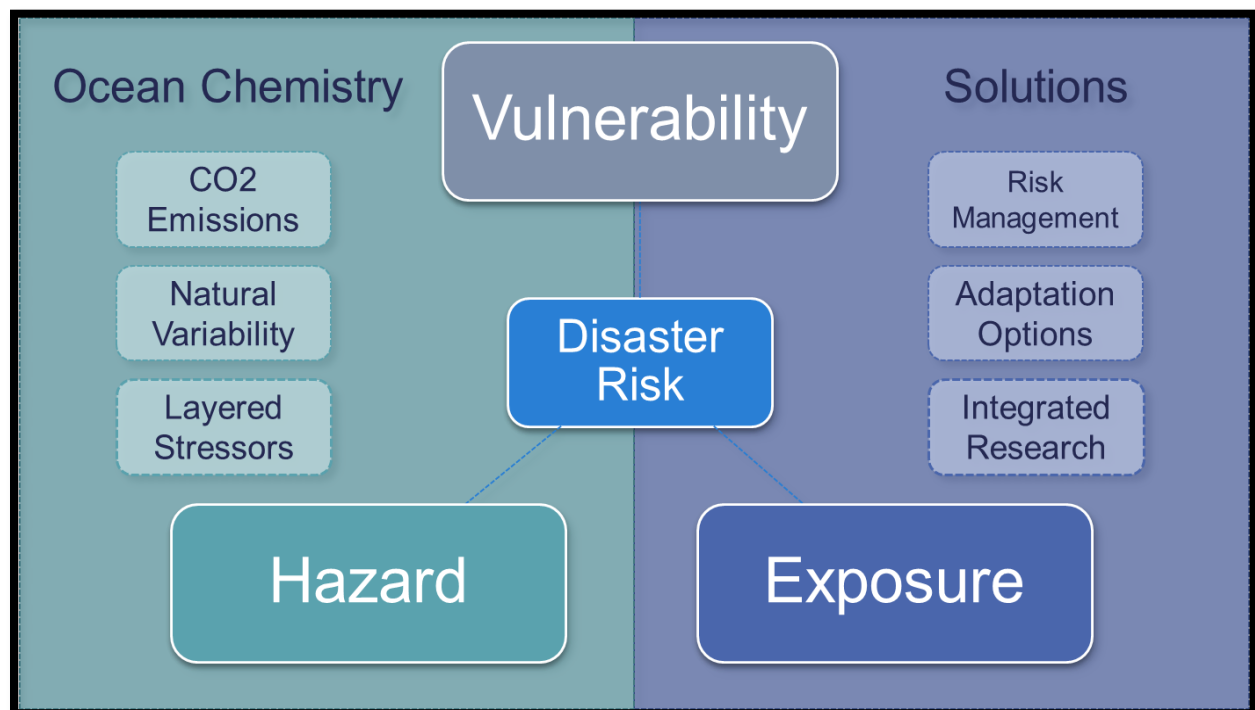 Ocean Chemistry
CO2
Emissions
Natural
Variability
Layered
Stressors
Vulnerability
Disaster
Risk
Hazard
Exposure
Solutions
Risk
Management
Adaptation
Options
Integrated
Research